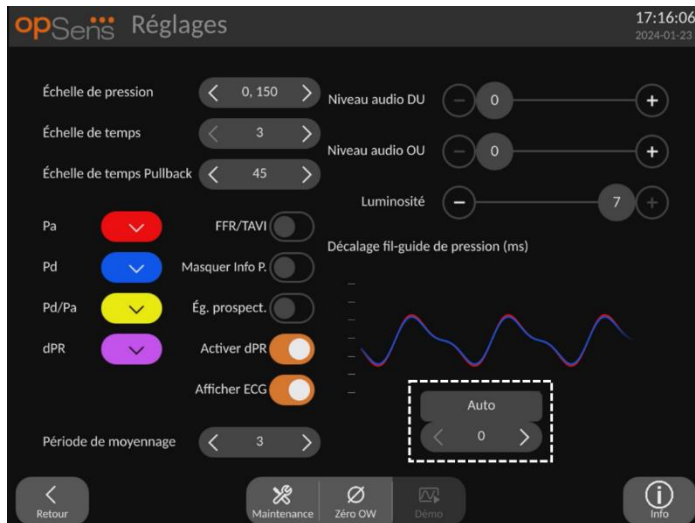 opSens Réglages
17:16:06
2024-01-23
Échelle de pression 0, 150
Échelle de temps 3
Échelle de temps Pullback 45
Niveau audio DU 0
Niveau audio OU 0
Luminosité 7
Pa FFR/TAVI
Pd Masquer Info P.
Pd/Pa Ég. prospect.
dPR Activer dPR
Afficher ECG
Période de moyennage 3
Décalage fil-guide de pression (ms)
Auto
0
Retour
Maintenance
Zéro OW
Démo
Info